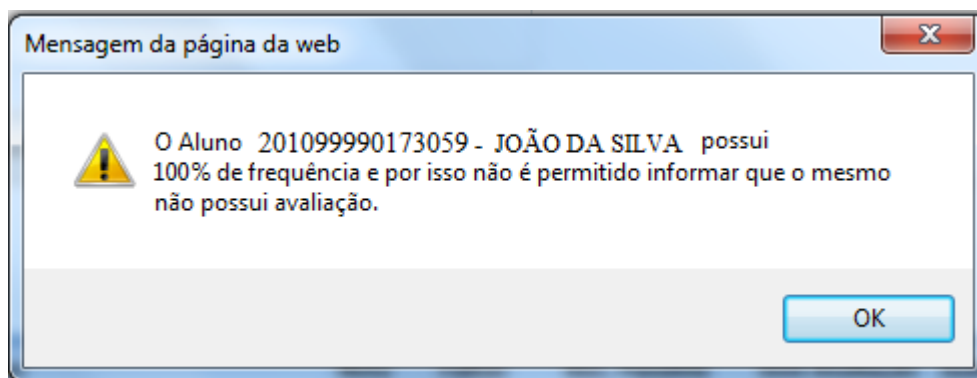 Mensagem da página da web
O Aluno 201099990173059 - JOÃO DA SILVA possui
100% de frequência e por isso não é permitido informar que o mesmo
não possui avaliação.
OK